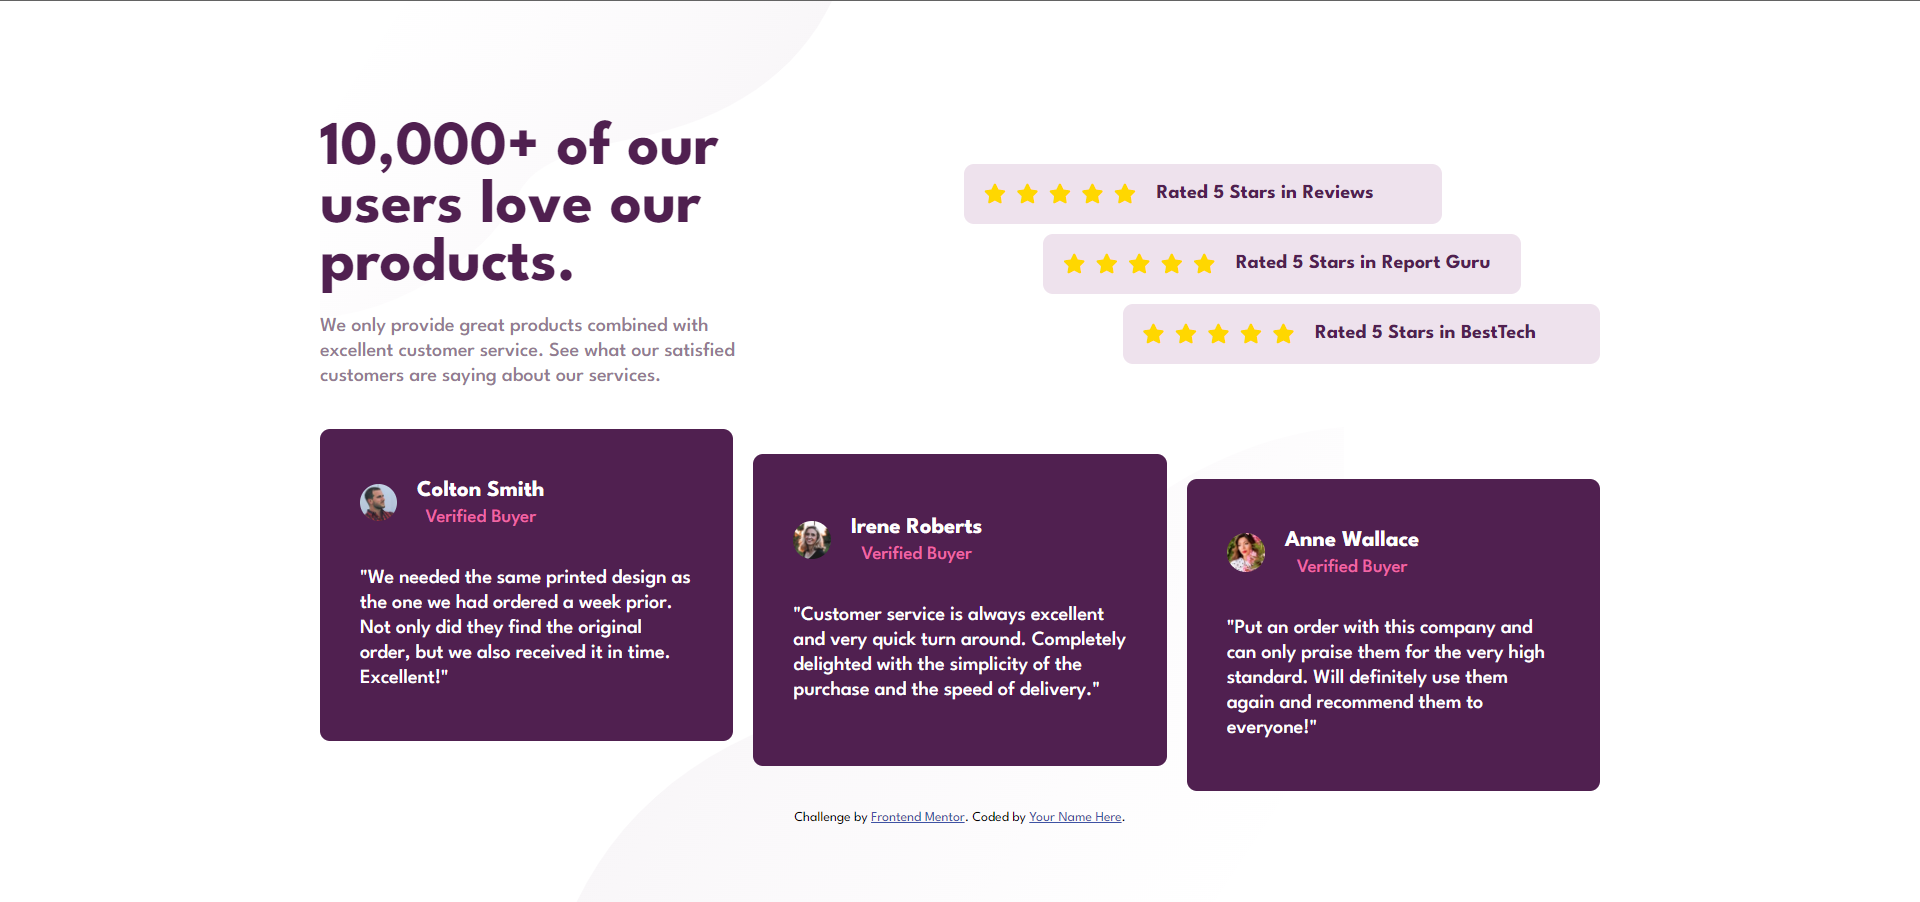 10,000+ of our
users love our
products.
We only provide great products combined with
excellent customer service. See what our satisfied
customers are saying about our services.
Rated 5 Stars in Reviews
Rated 5 Stars in Report Guru
Rated 5 Stars in BestTech
Colton Smith
Verified Buyer
"We needed the same printed design as
the one we had ordered a week prior.
Not only did they find the original
order, but we also received it in time.
Excellent!"
Irene Roberts
Verified Buyer
"Customer service is always excellent
and very quick turn around. Completely
delighted with the simplicity of the
purchase and the speed of delivery."
Anne Wallace
Verified Buyer
"Put an order with this company and
can only praise them for the very high
standard. Will definitely use them
again and recommend them to
everyone!"
Challenge by Frontend Mentor. Coded by Your Name Here.